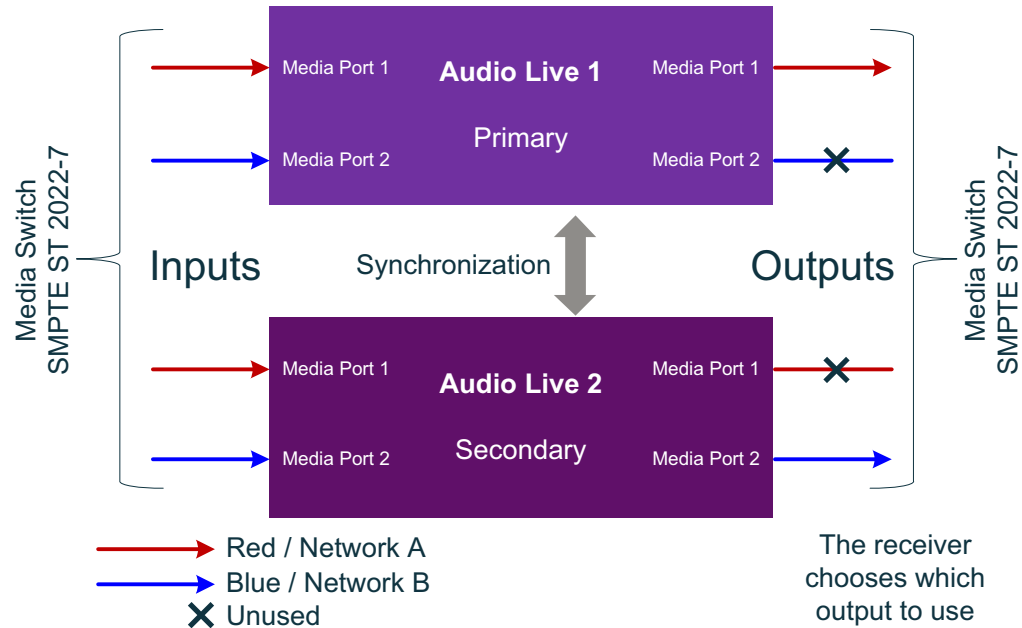 Media Switch
SMPTE ST 2022-7
Inputs
Media Port 1
Audio Live 1
Media Port 1
Primary
Media Port 2
Media Port 2
Synchronization
Outputs
Media Port 1
Audio Live 2
Media Port 1
Secondary
Media Port 2
Media Port 2
Media Switch
SMPTE ST 2022-7
Red / Network A
Blue / Network B
Unused
The receiver
chooses which
output to use